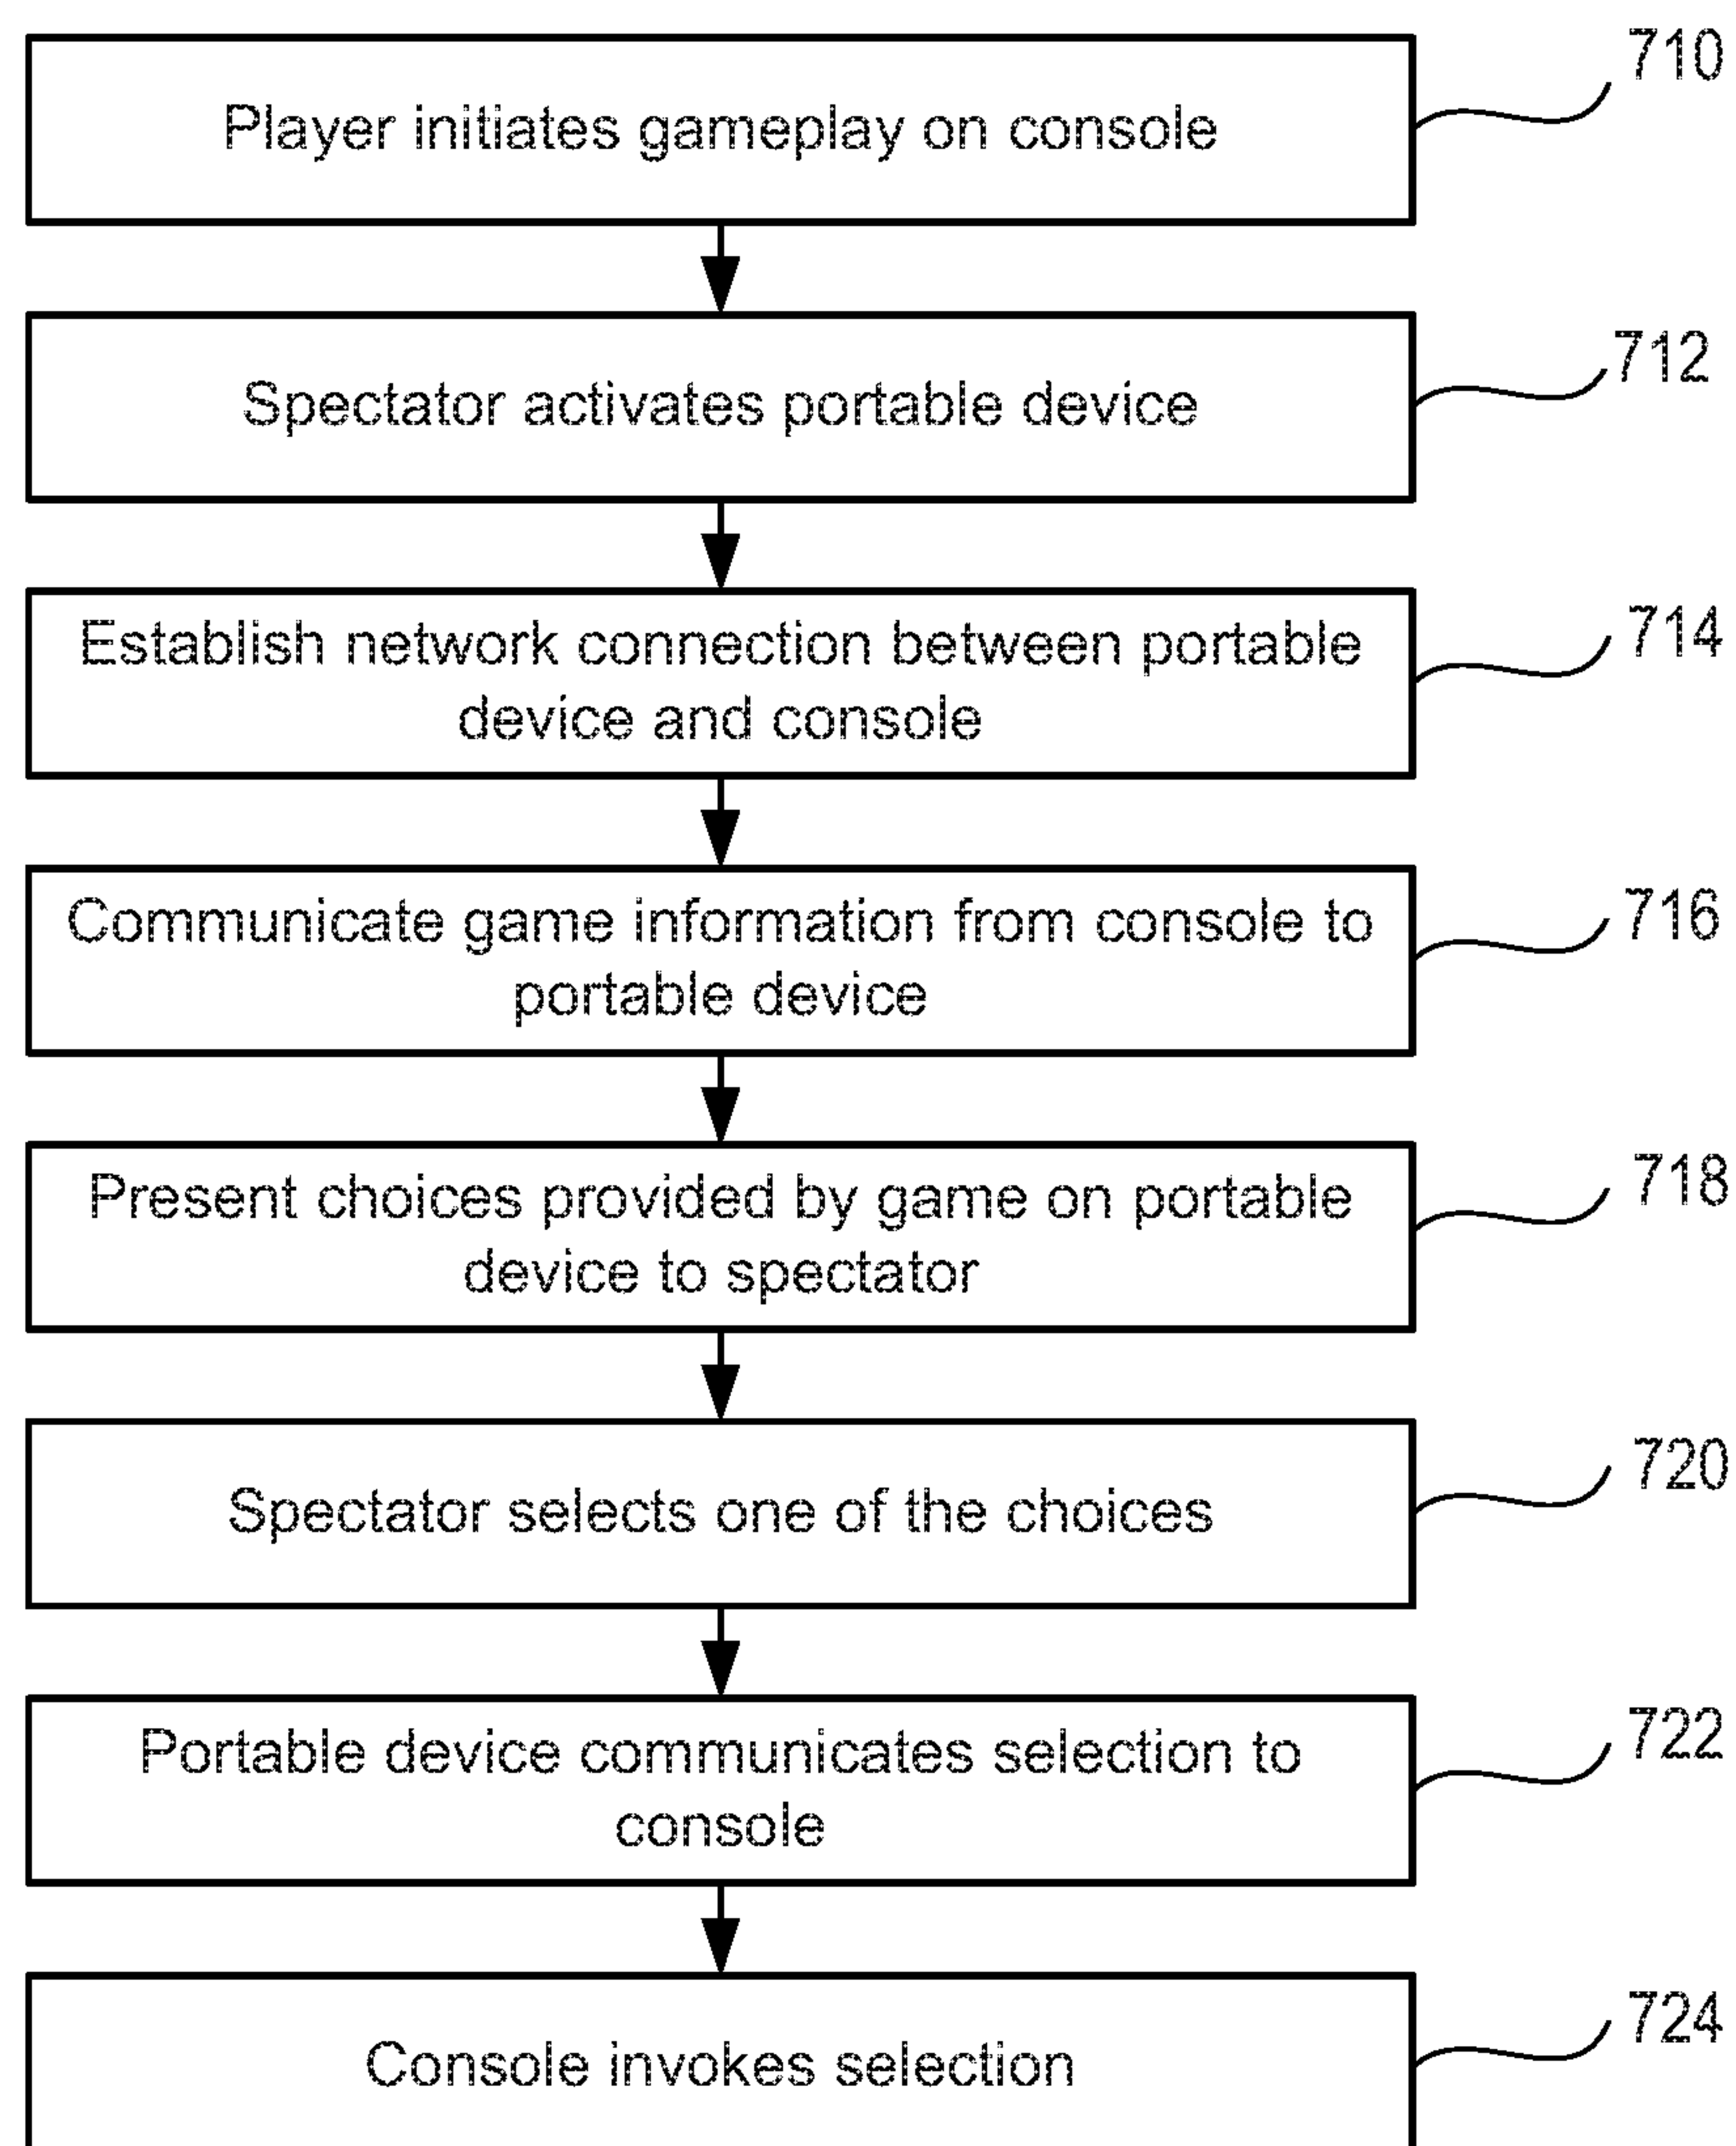 710
Player initiates gameplay on console
712
Spectator activates portable device
714
Establish network connection between portable
device and console
716
Communicate game information from console to
portable device
718
Present choices provided by game on portable
device to spectator
720
Spectator selects one of the choices
722
Portable device communicates selection to
console
724
Console invokes selection